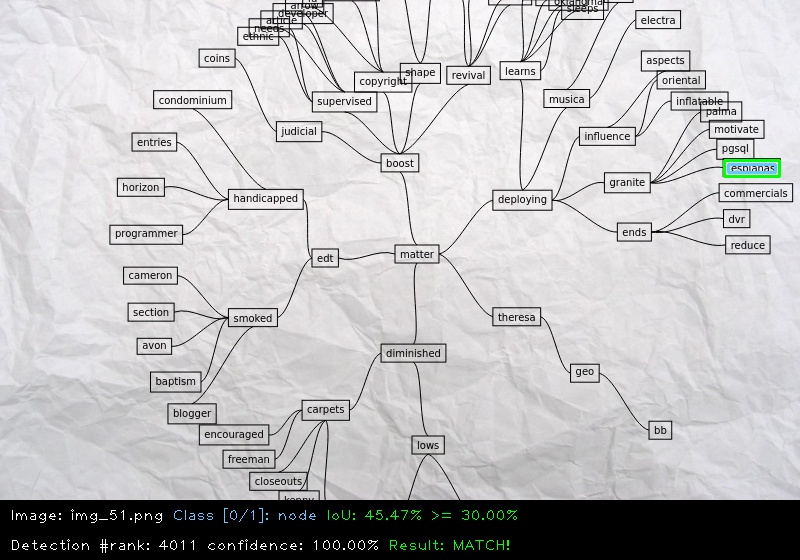 oklahoma
sleeps
arrow
developer
article
needs
ethnic
electra
coins
aspects
shape
learns
revival
oriental
copyright
condominium
supervised
musica
inflatable
palma
judicial
influence
motivate
entries
pgsql
boost
espianas
granite
horizon
commercials
handicapped
deploying
dvr
programmer
ends
reduce
matter
edt
cameron
section
theresa
smoked
avon
diminished
geo
baptism
carpets
blogger
bb
encouraged
lows
freeman
closeouts
kenny
Image: img_51.png Class [0/1]: node IoU: 45.47% >= 30.00%
Detection #rank: 4011 confidence: 100.00% Result: MATCH!